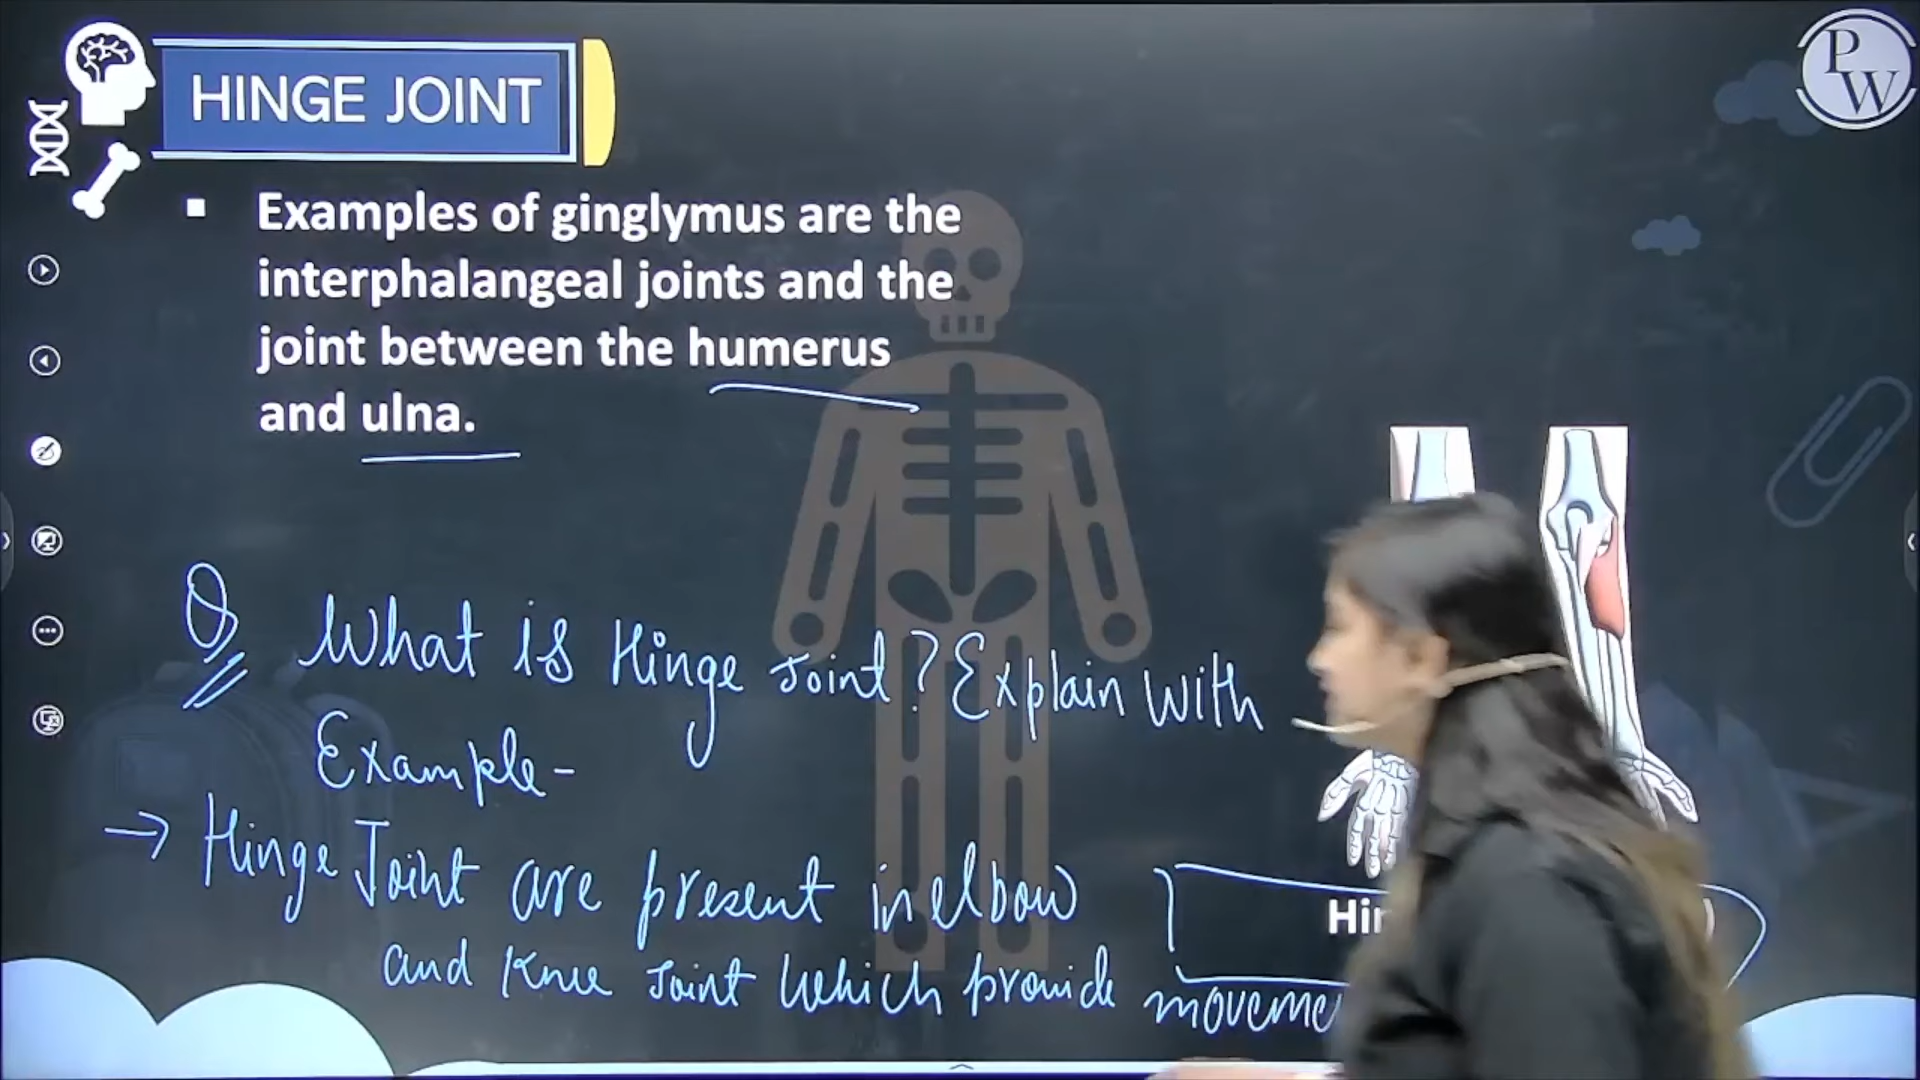 PW
HINGE JOINT
▪ Examples of ginglymus are the
interphalangeal joints and the
joint between the humerus
and ulna.
Q What is Hinge Joint? Explain with
Example-
→ Hinge Joint are present in elbow
and Knee Joint which provide